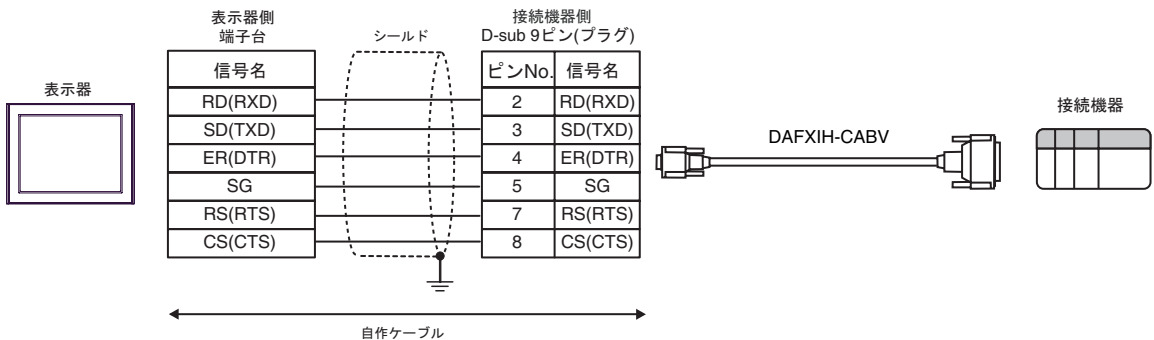 表示器
表示器側
端子台
シールド
接続機器側
D-sub 9ピン(プラグ)
信号名
ピンNo. 信号名
RD(RXD) 2 RD(RXD)
SD(TXD) 3 SD(TXD)
ER(DTR) 4 ER(DTR)
SG 5 SG
RS(RTS) 7 RS(RTS)
CS(CTS) 8 CS(CTS)
自作ケーブル
DAFXIH-CABV
接続機器